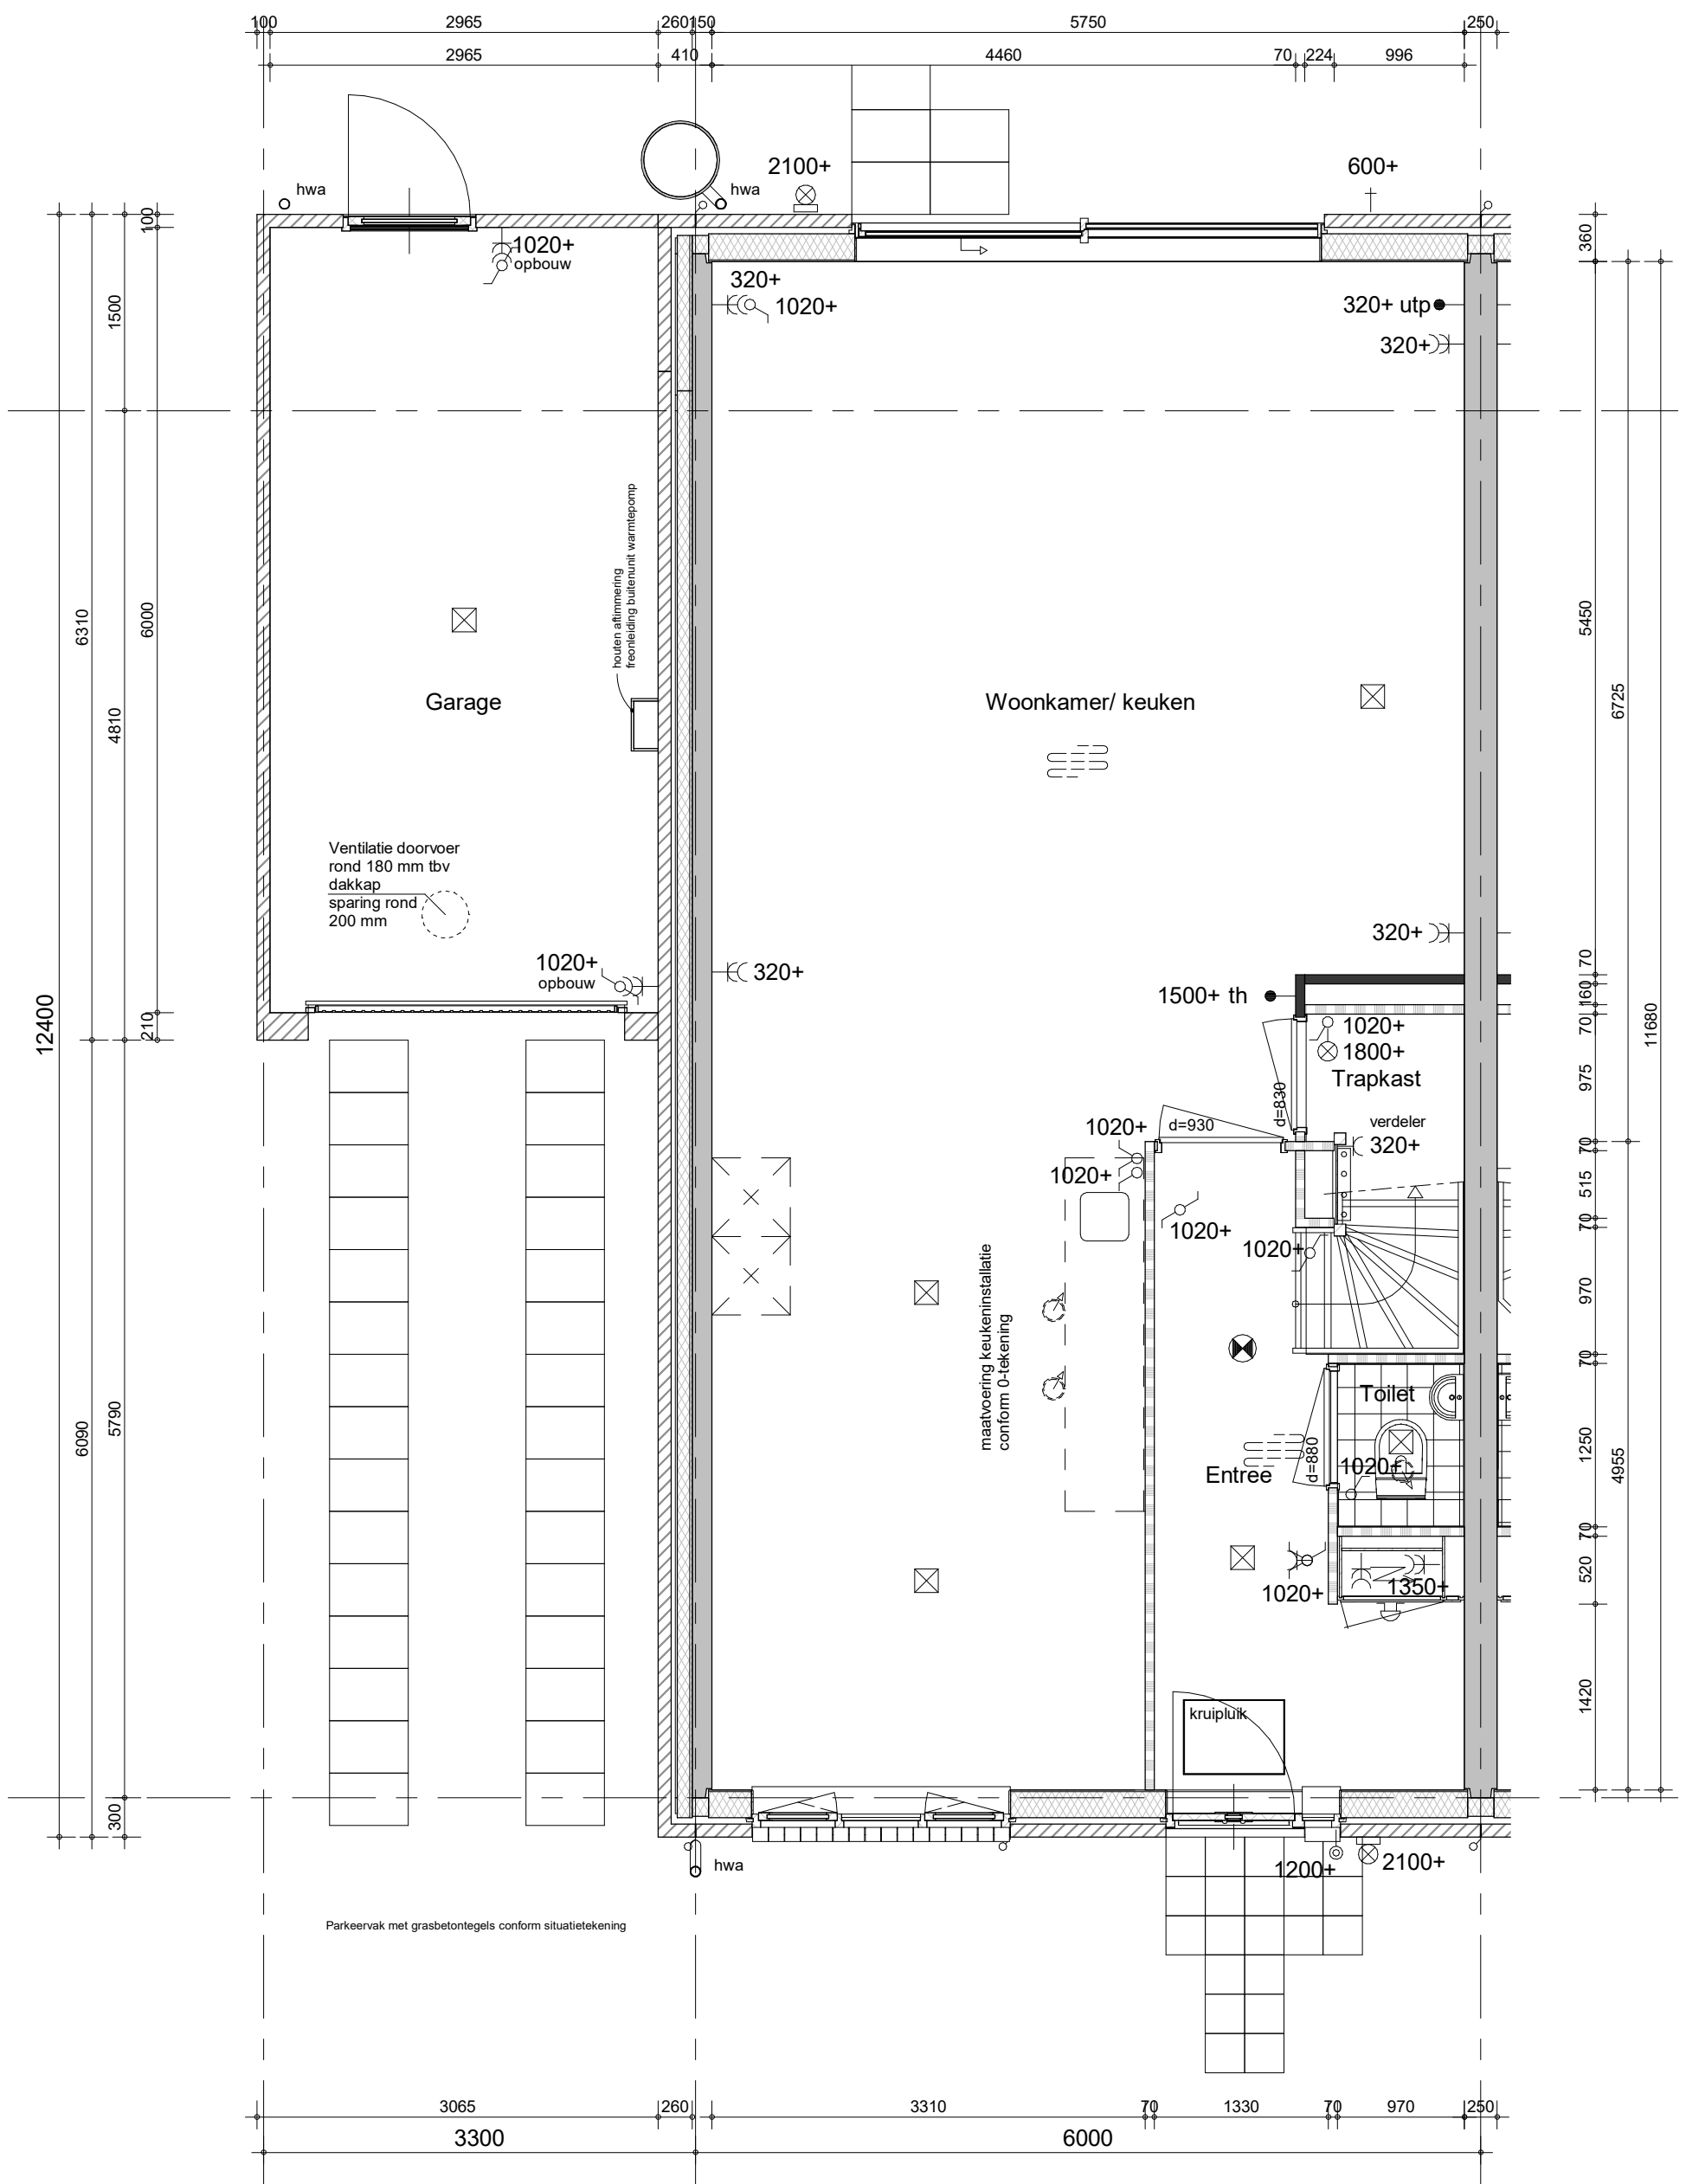 100
2965
260
150
5750
250
2965
410
4460
70
224
996
hwa
hwa
2100+
600+
1020+
opbouw
320+
1020+
320+ utp
320+
100
360
1500
houten aftimmering
freonleiding buitenunit warmtepomp
6310
6000
5450
4810
6725
Garage
Woonkamer/ keuken
Ventilatie doorvoer
rond 180 mm tbv
dakkap
sparing rond
200 mm
320+
1020+
opbouw
320+
70
1500+ th
160
12400
210
11680
70
1020+
1800+
Trapkast
975
d=830
d=930
1020+
verdeler
320+
70
1020+
515
1020+
70
1020+
maatvoering keukeninstallatie
conform 0-tekening
970
70
Toilet
6090
5790
1250
4955
d=880
Entree
1020+
70
520
1020+
1350+
1420
kruipluik
300
hwa
1200+
2100+
Parkeervak met grasbetontegels conform situatietekening
3065
260
3310
70
1330
70
970
250
3300
6000